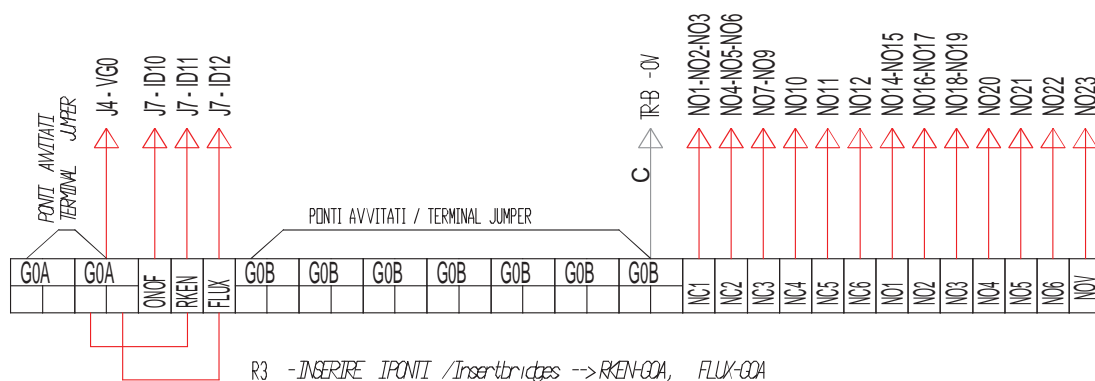 PONTI AVVITATI
TERMINAL JUMPER
J4 - VG0
J7 - ID10
J7 - ID11
J7 - ID12
PONTI AVVITATI / TERMINAL JUMPER
C
TR-B -0V
NO1-NO2-NO3
NO4-NO5-NO6
NO7-NO9
NO10
NO11
NO12
NO14-NO15
NO16-NO17
NO18-NO19
NO20
NO21
NO22
NO23
G0A
G0A
ONOF
RKEN
FLUX
G0B
G0B
G0B
G0B
G0B
G0B
G0B
NC1
NC2
NC3
NC4
NC5
NC6
NO1
NO2
NO3
NO4
NO5
NO6
NOV
R3 -INSERIRE IPONTI /Insertbridges -->RKEN-G0A, FLUX-G0A